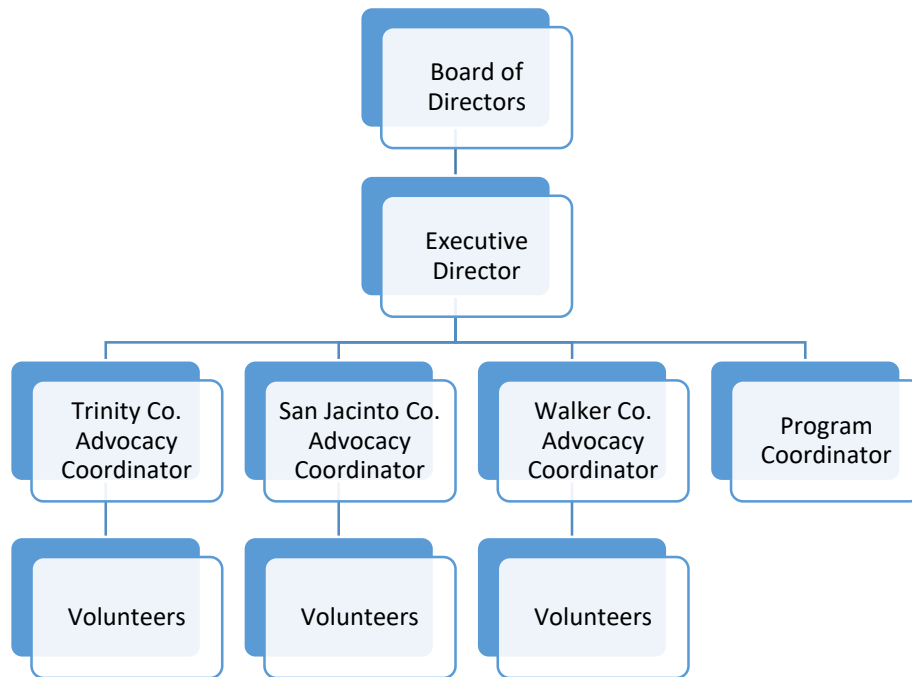 Board of
Directors
Executive
Director
Trinity Co.
Advocacy
Coordinator
San Jacinto Co.
Advocacy
Coordinator
Walker Co.
Advocacy
Coordinator
Program
Coordinator
Volunteers
Volunteers
Volunteers